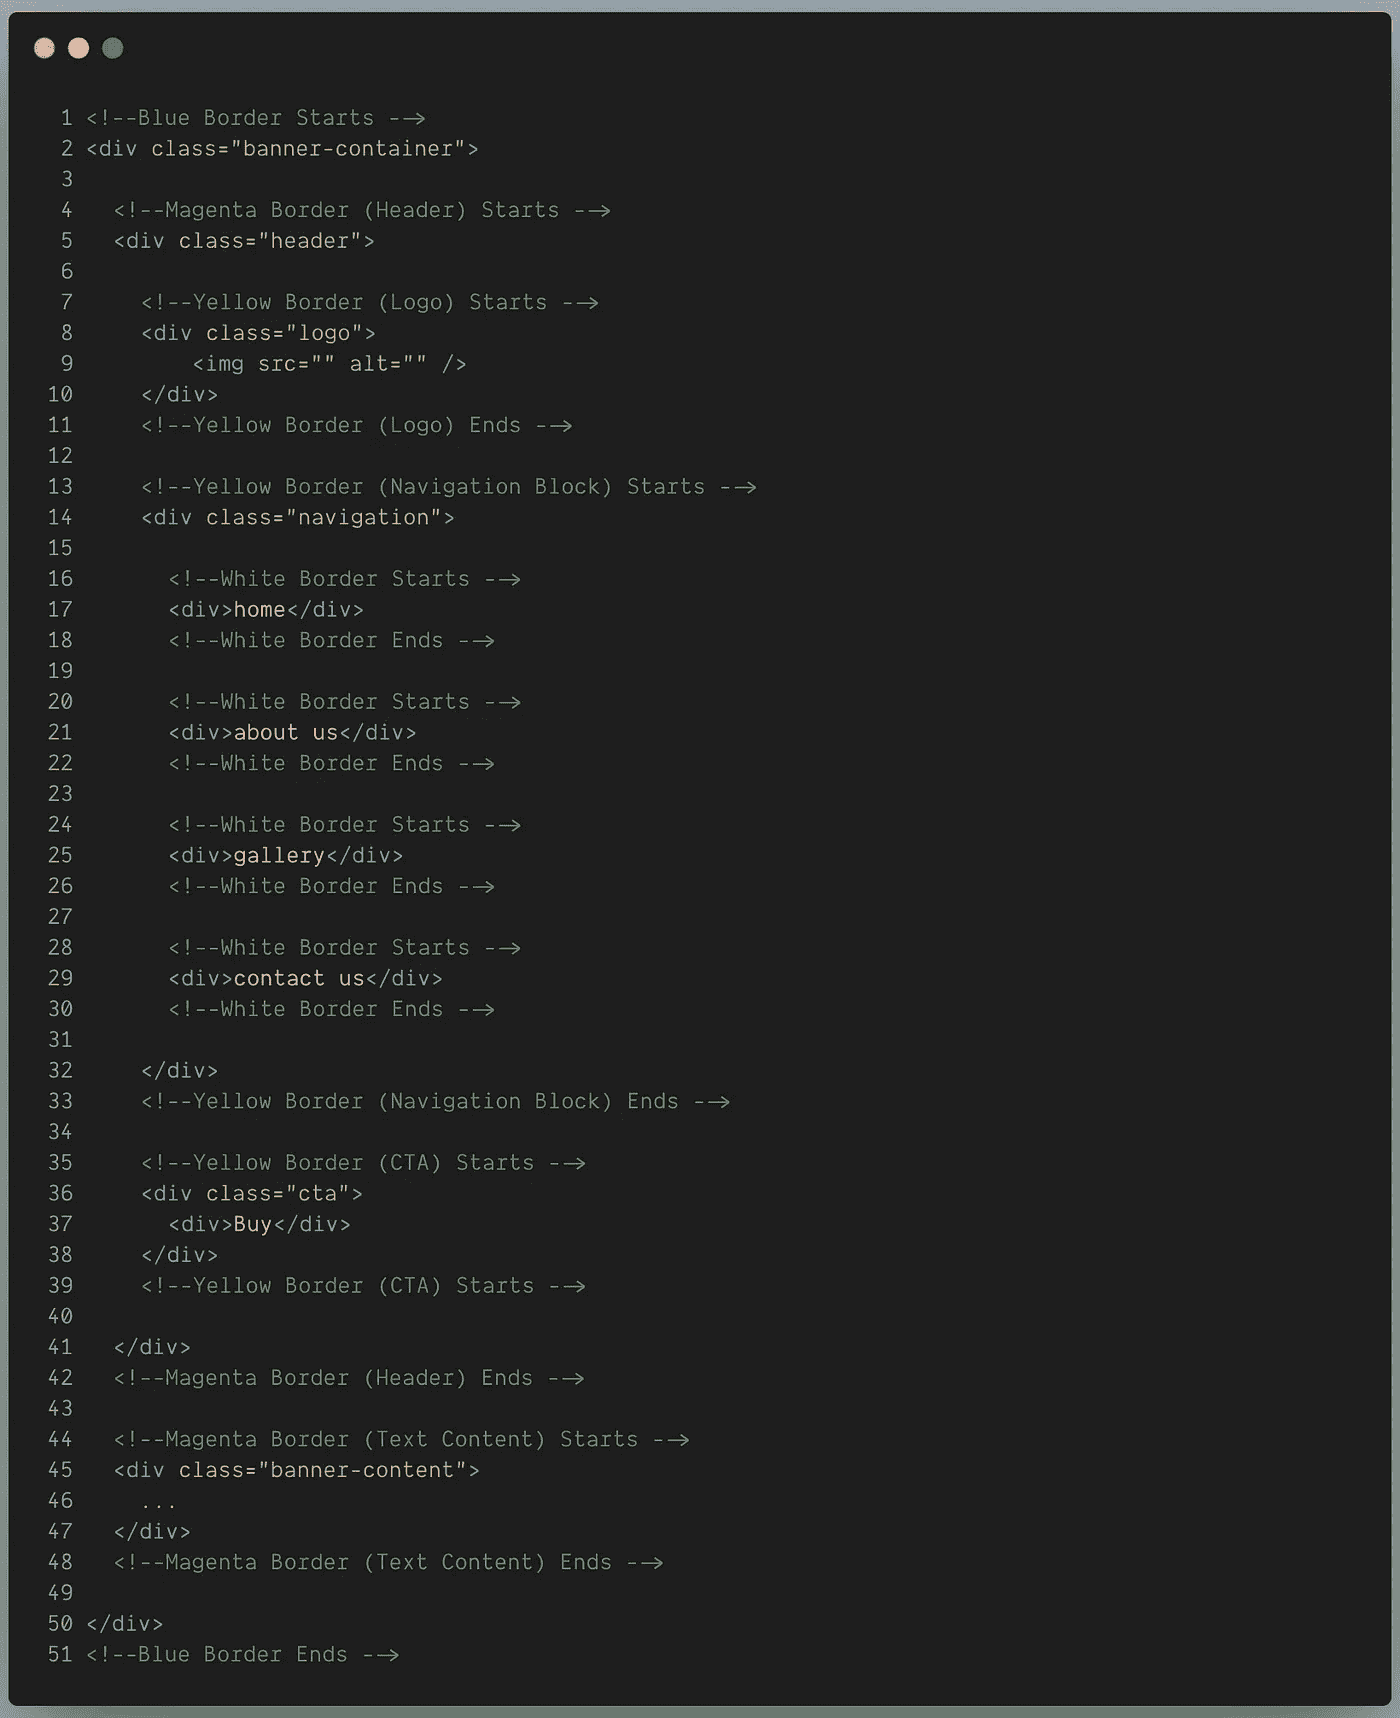 1 <!--Blue Border Starts -->
2 <div class="banner-container">
3
4   <!--Magenta Border (Header) Starts -->
5   <div class="header">
6
7     <!--Yellow Border (Logo) Starts -->
8     <div class="logo">
9         <img src="" alt="" />
10     </div>
11     <!--Yellow Border (Logo) Ends -->
12
13     <!--Yellow Border (Navigation Block) Starts -->
14     <div class="navigation">
15
16       <!--White Border Starts -->
17       <div>home</div>
18       <!--White Border Ends -->
19
20       <!--White Border Starts -->
21       <div>about us</div>
22       <!--White Border Ends -->
23
24       <!--White Border Starts -->
25       <div>gallery</div>
26       <!--White Border Ends -->
27
28       <!--White Border Starts -->
29       <div>contact us</div>
30       <!--White Border Ends -->
31
32     </div>
33     <!--Yellow Border (Navigation Block) Ends -->
34
35     <!--Yellow Border (CTA) Starts -->
36     <div class="cta">
37       <div>Buy</div>
38     </div>
39     <!--Yellow Border (CTA) Starts -->
40
41   </div>
42   <!--Magenta Border (Header) Ends -->
43
44   <!--Magenta Border (Text Content) Starts -->
45   <div class="banner-content">
46     ...
47   </div>
48   <!--Magenta Border (Text Content) Ends -->
49
50 </div>
51 <!--Blue Border Ends -->